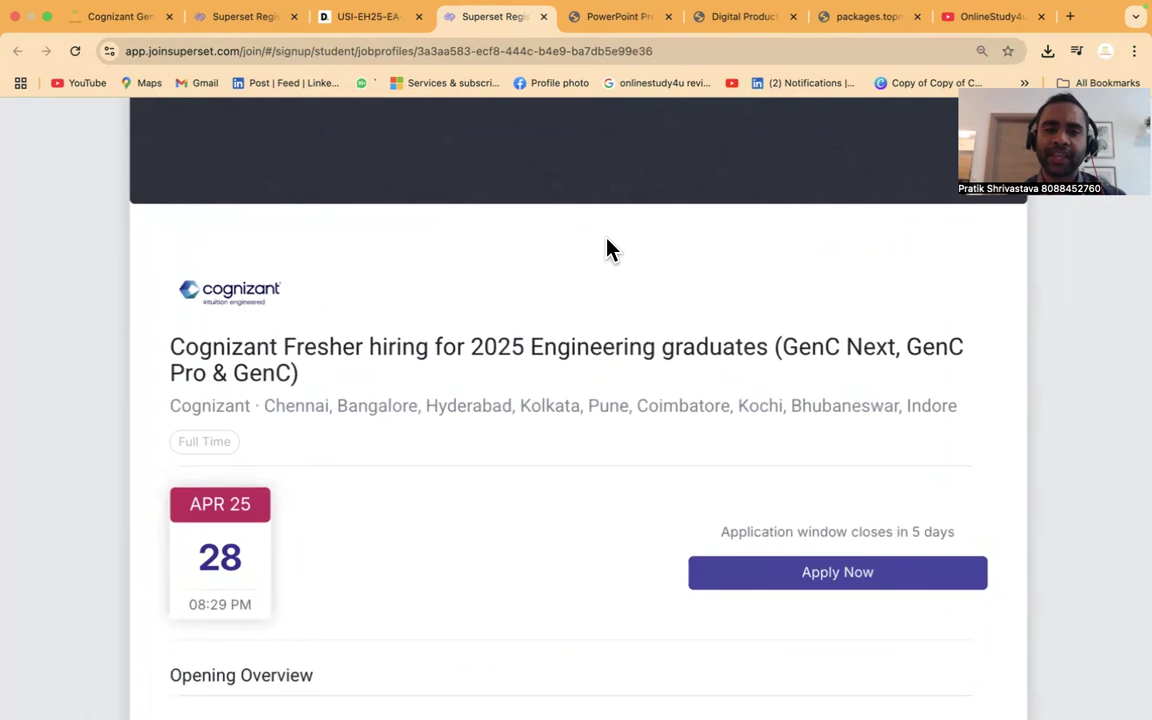 Cognizant Gen
Superset Regis
USI-EH25-EA-
Superset Regis
PowerPoint Pre
Digital Produc
packages.topm
OnlineStudy4u
app.joinsuperset.com/join/#/signup/student/jobprofiles/3a3aa583-ecf8-444c-b4e9-ba7db5e99e36
YouTube
Maps
Gmail
Post | Feed | Linke...
Services & subscri...
Profile photo
onlinestudy4u revi...
(2) Notifications |...
Copy of Copy of C...
»
All Bookmarks
Pratik Shrivastava 8088452760
cognizant
intuition engineered
Cognizant Fresher hiring for 2025 Engineering graduates (GenC Next, GenC
Pro & GenC)
Cognizant · Chennai, Bangalore, Hyderabad, Kolkata, Pune, Coimbatore, Kochi, Bhubaneswar, Indore
Full Time
APR 25
28
08:29 PM
Application window closes in 5 days
Apply Now
Opening Overview